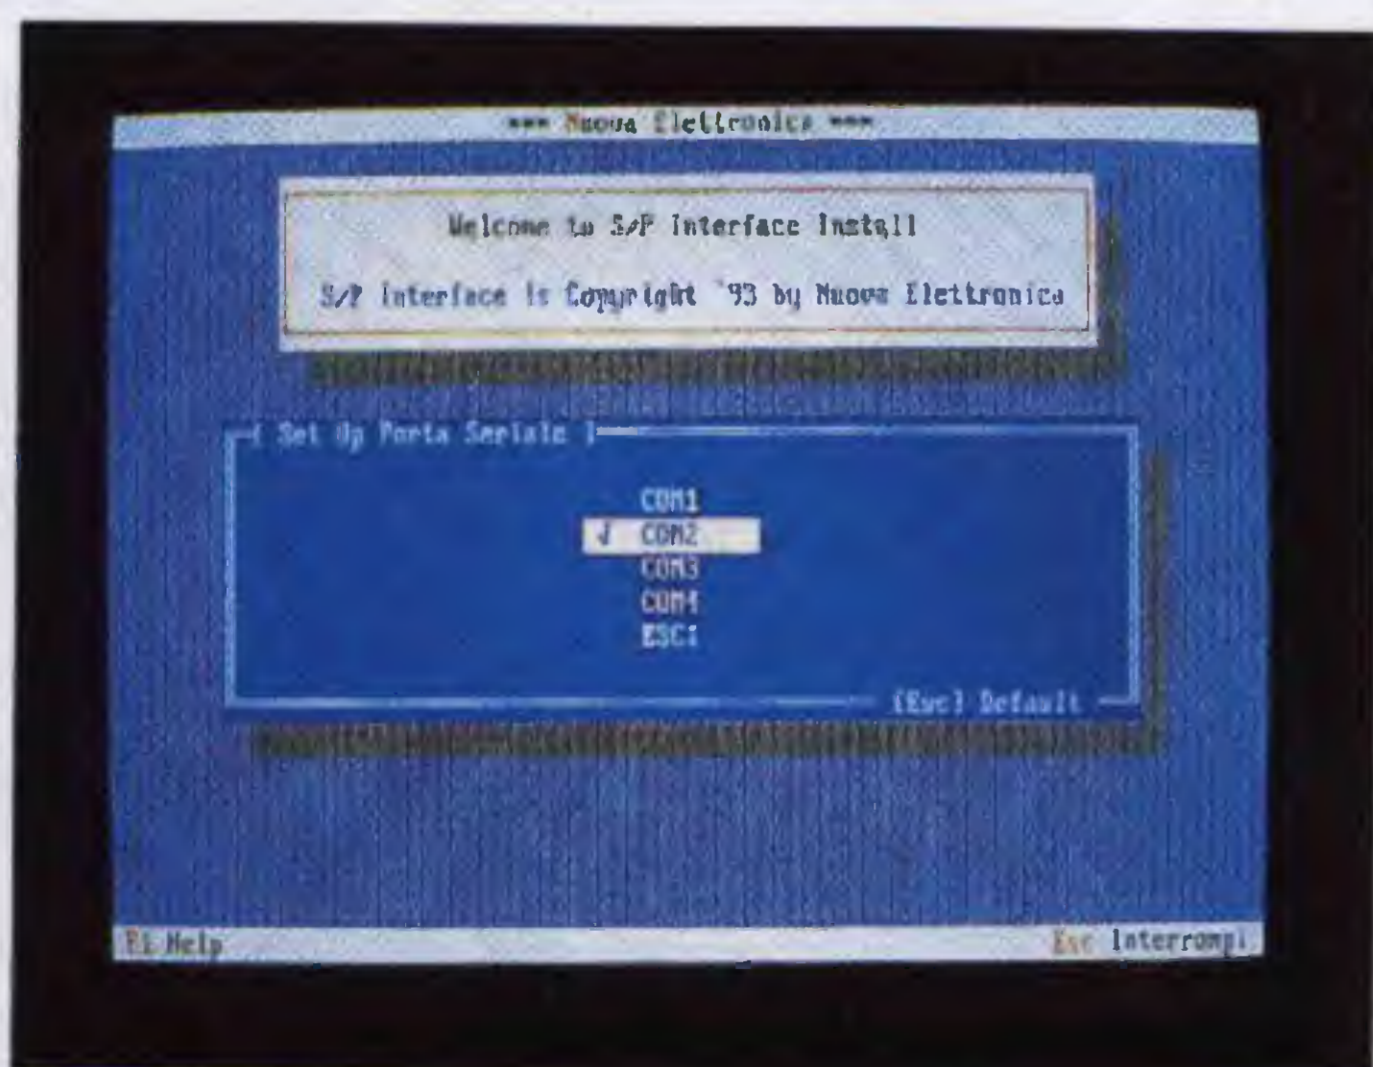 *** Nuova Elettronica ***
Welcome to S/P Interface Install
S/P Interface is Copyright '93 by Nuova Elettronica
[ Set Up Porta Seriale ]
COM1
√ COM2
COM3
COM4
ESCi
[Esc] Default
F1 Help
Esc Interrompi